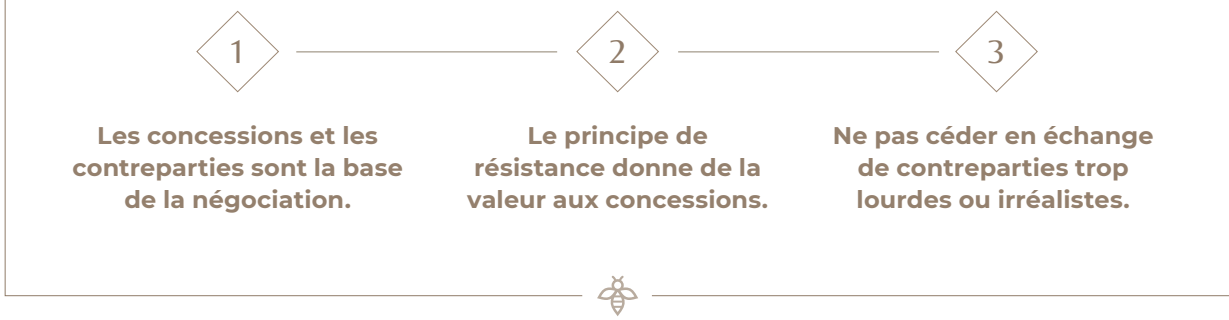 1
2
3
Les concessions et les
contreparties sont la base
de la négociation.
Le principe de
résistance donne de la
valeur aux concessions.
Ne pas céder en échange
de contreparties trop
lourdes ou irréalistes.